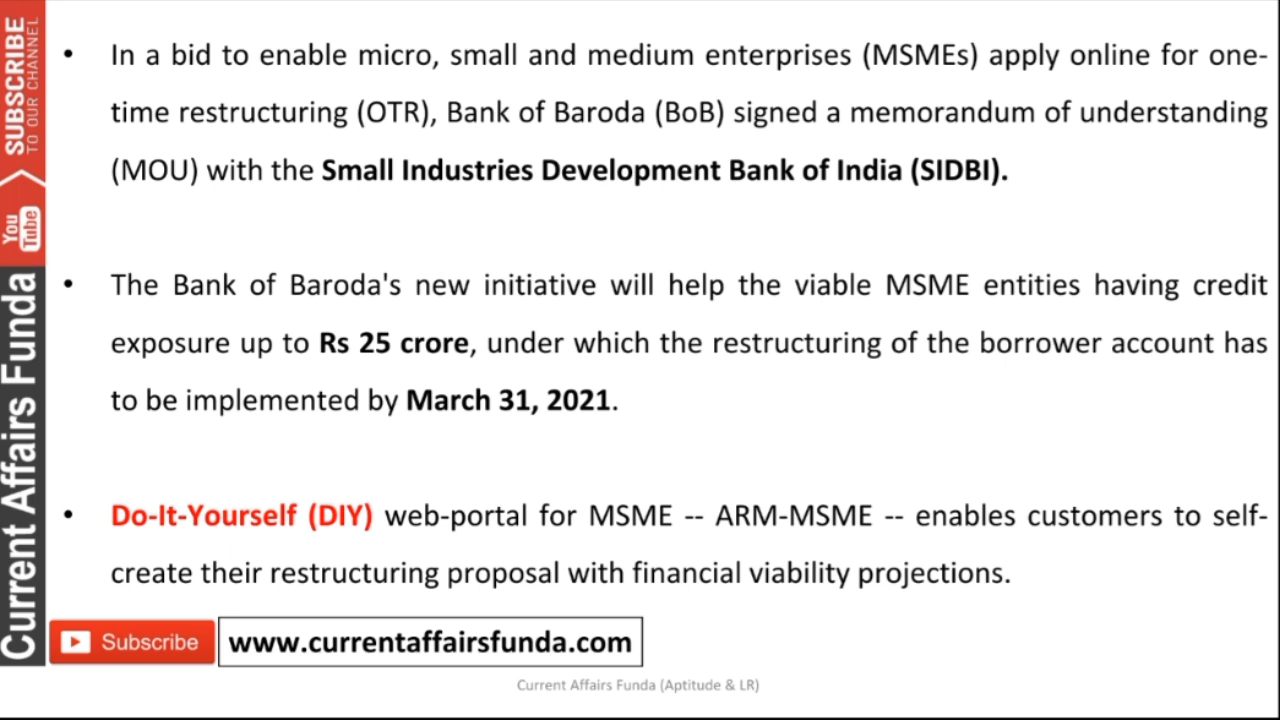 SUBSCRIBE
TO OUR CHANNEL
You
Tube
Current Affairs Funda
• In a bid to enable micro, small and medium enterprises (MSMEs) apply online for one-
time restructuring (OTR), Bank of Baroda (BoB) signed a memorandum of understanding
(MOU) with the Small Industries Development Bank of India (SIDBI).
• The Bank of Baroda's new initiative will help the viable MSME entities having credit
exposure up to Rs 25 crore, under which the restructuring of the borrower account has
to be implemented by March 31, 2021.
• Do-It-Yourself (DIY) web-portal for MSME -- ARM-MSME -- enables customers to self-
create their restructuring proposal with financial viability projections.
Subscribe
www.currentaffairsfunda.com
Current Affairs Funda (Aptitude & LR)